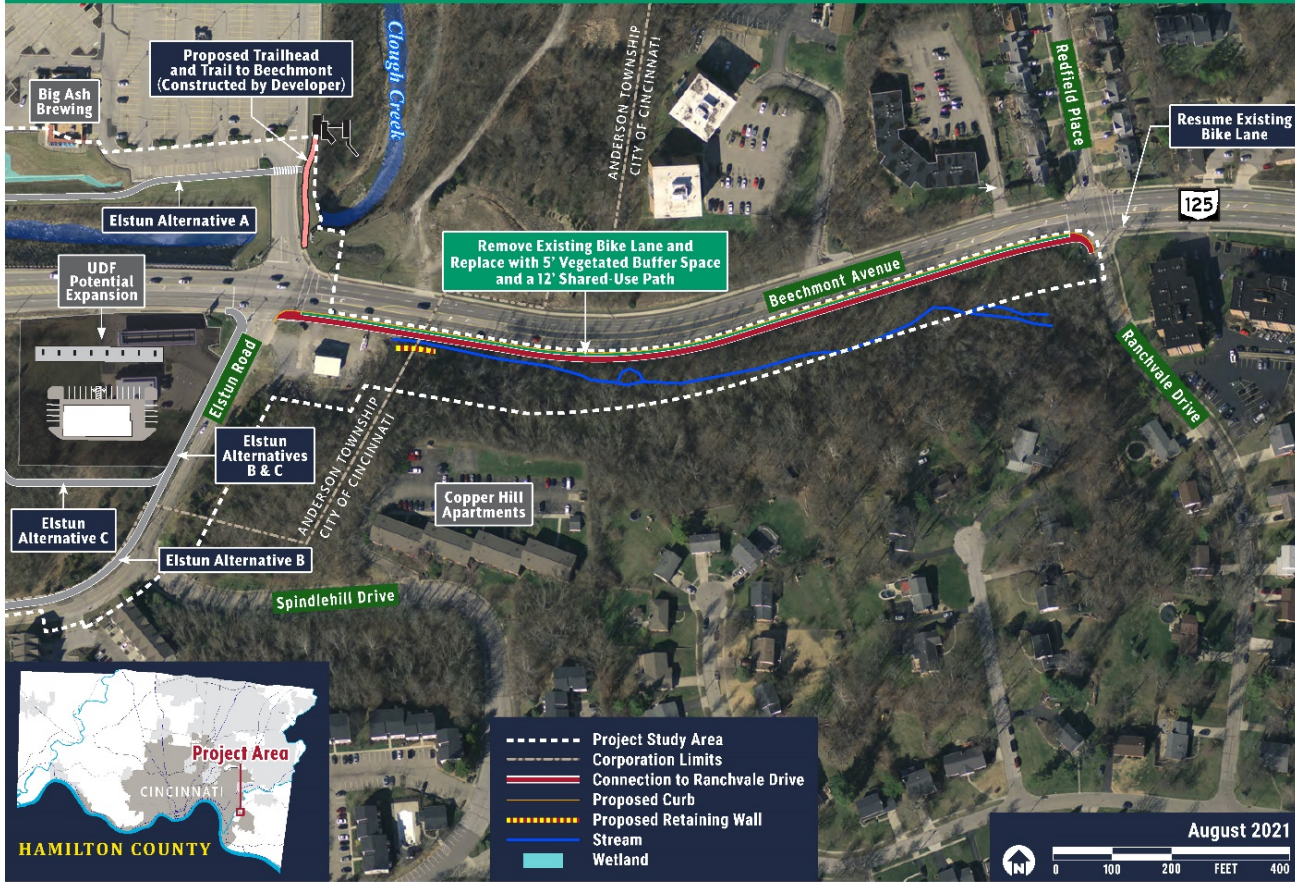 Proposed Trailhead
and Trail to Beechmont
(Constructed by Developer)
Clough Creek
Big Ash
Brewing
ANDERSON TOWNSHIP
CITY OF CINCINNATI
Redfield Place
Resume Existing
Bike Lane
125
Elstun Alternative A
UDF
Potential
Expansion
Remove Existing Bike Lane and
Replace with 5' Vegetated Buffer Space
and a 12' Shared-Use Path
Beechmont Avenue
Elstun Road
Ranchvale Drive
ANDERSON TOWNSHIP
CITY OF CINCINNATI
Elstun
Alternatives
B & C
Copper Hill
Apartments
Elstun
Alternative C
Elstun Alternative B
Spindlehill Drive
Project Area
CINCINNATI
HAMILTON COUNTY
Project Study Area
Corporation Limits
Connection to Ranchvale Drive
Proposed Curb
Proposed Retaining Wall
Stream
Wetland
August 2021
N
0 100 200 FEET 400